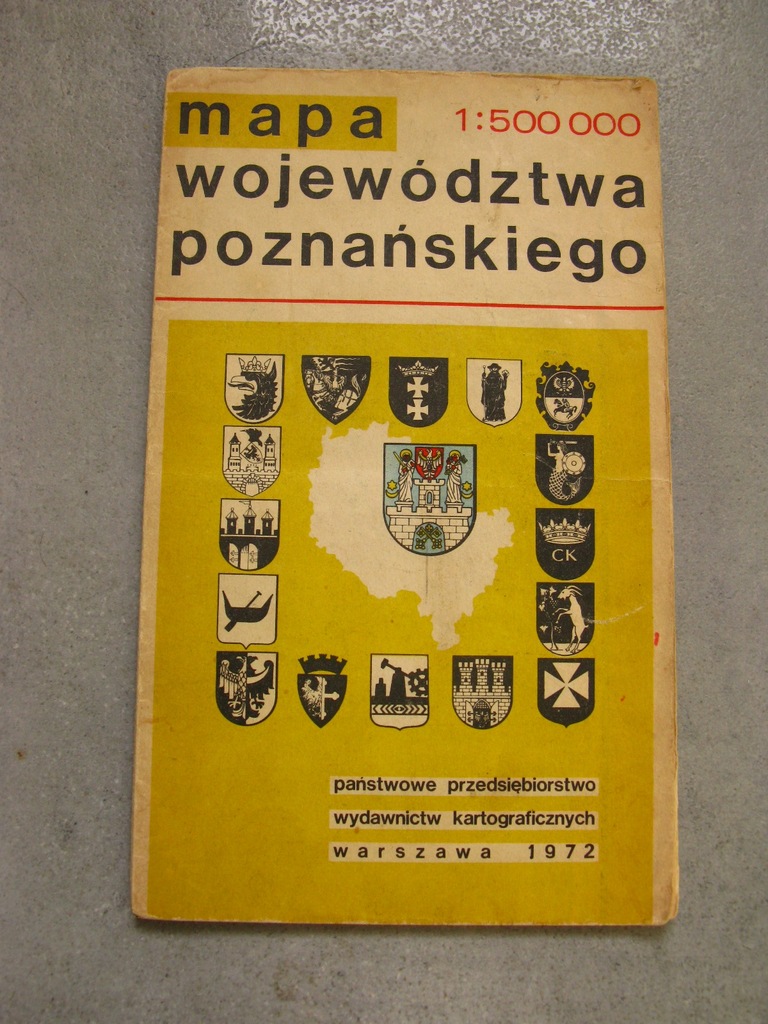 mapa 1:500 000
województwa
poznańskiego
CK
państwowe przedsiębiorstwo
wydawnictw kartograficznych
warszawa 1972